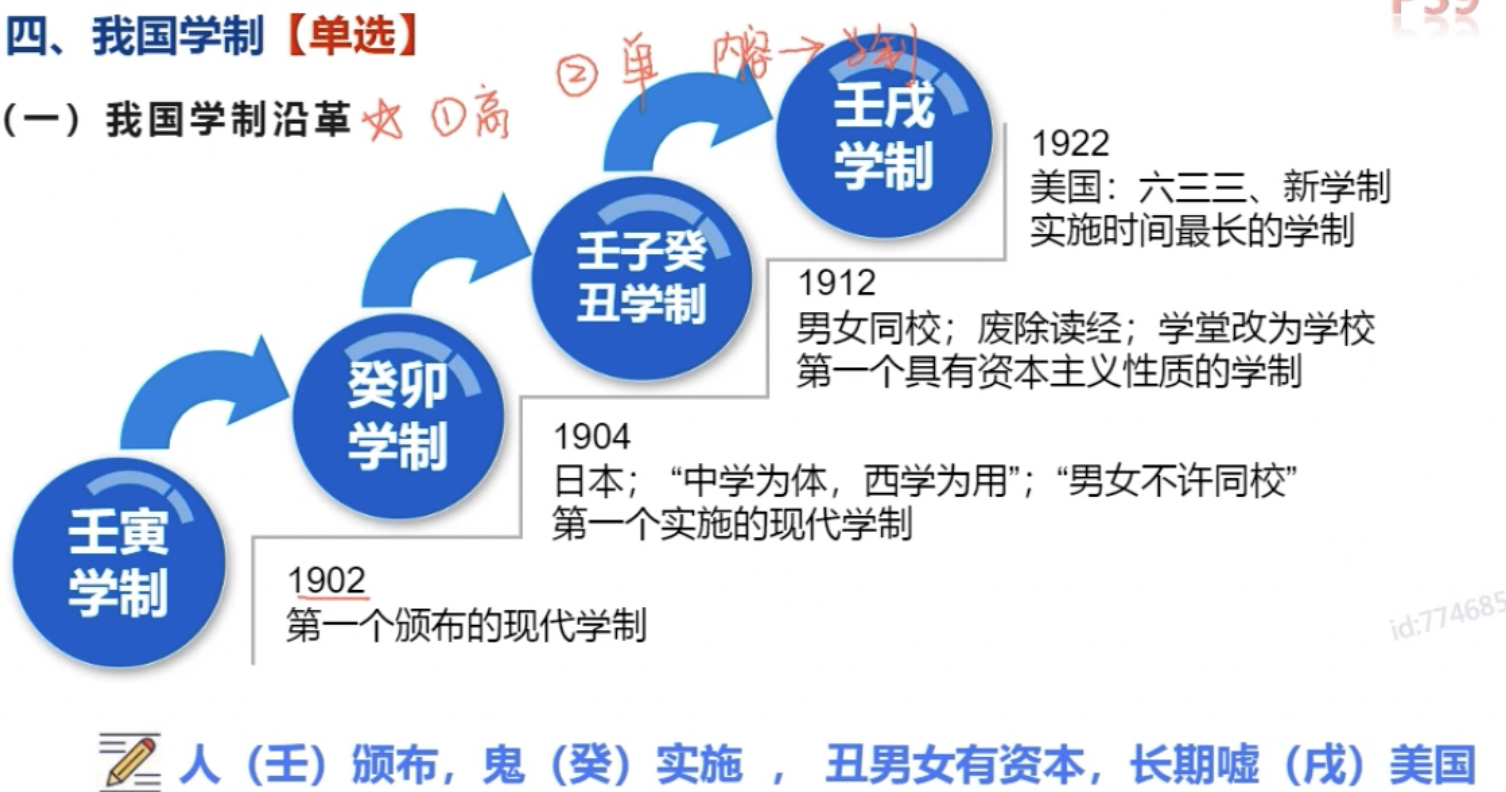 P39
四、我国学制【单选】
②单 内容→学制
(一)我国学制沿革 ①高
壬戌
学制
1922
美国：六三三、新学制
实施时间最长的学制
壬子癸
丑学制
1912
男女同校；废除读经；学堂改为学校
第一个具有资本主义性质的学制
癸卯
学制
1904
日本；“中学为体，西学为用”；“男女不许同校”
第一个实施的现代学制
壬寅
学制
1902
第一个颁布的现代学制
id:774685
人（壬）颁布，鬼（癸）实施 ， 丑男女有资本，长期嘘（戌）美国